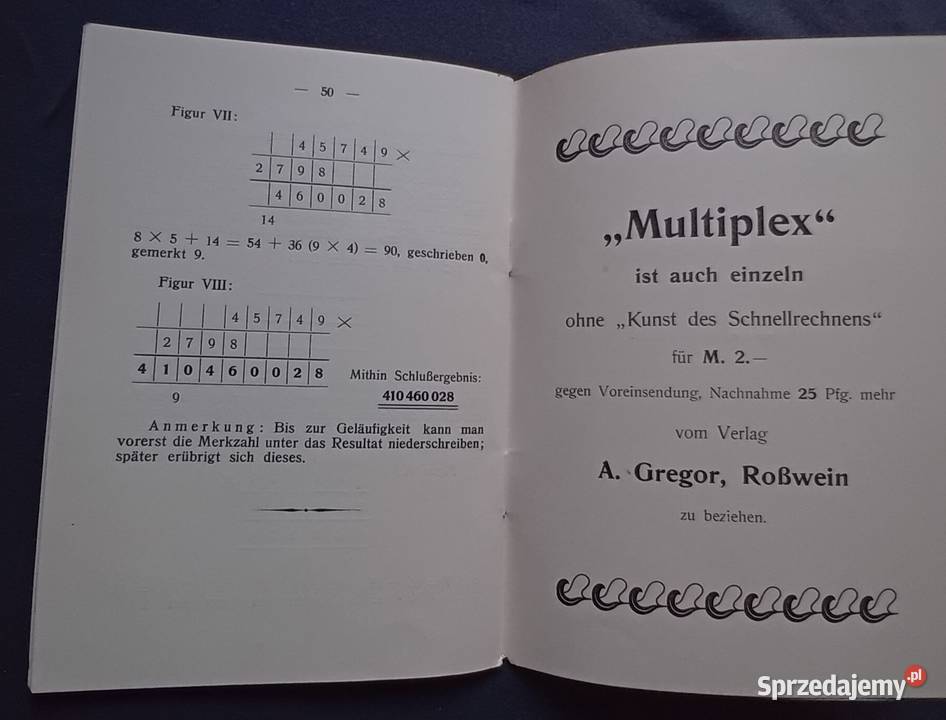 — 50 —
Figur VII:
4 5 7 4 9 ×
2 7 9 8
4 6 0 0 2 8
14
8 × 5 + 14 = 54 + 36 (9 × 4) = 90, geschrieben 0,
gemerkt 9.
Figur VIII:
4 5 7 4 9 ×
2 7 9 8
4 1 0 4 6 0 0 2 8
9
Mithin Schlußergebnis:
410 460 028
Anmerkung: Bis zur Geläufigkeit kann man
vorerst die Merkzahl unter das Resultat niederschreiben;
später erübrigt sich dieses.
„Multiplex“
ist auch einzeln
ohne „Kunst des Schnellrechnens“
für M. 2.—
gegen Voreinsendung, Nachnahme 25 Pfg. mehr
vom Verlag
A. Gregor, Roßwein
zu beziehen.
Sprzedajemy.pl